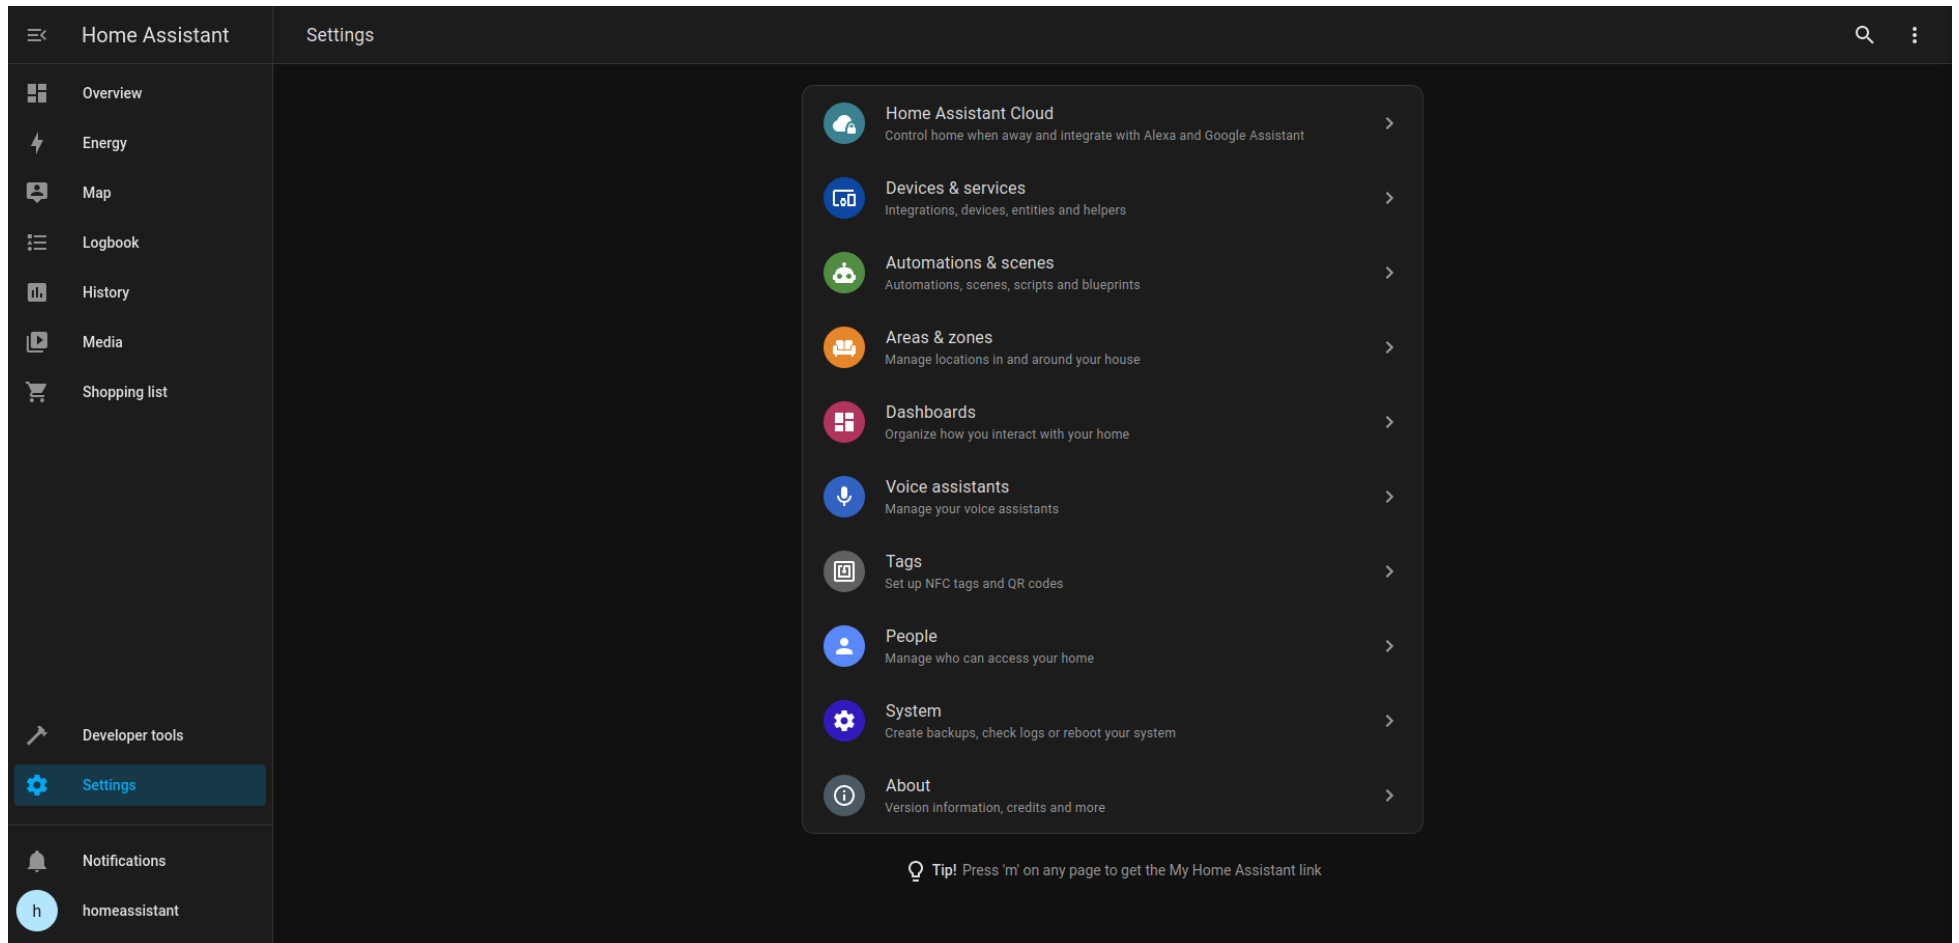 Home Assistant
Settings
Overview
Energy
Map
Logbook
History
Media
Shopping list
Developer tools
Settings
Notifications
h
homeassistant
Home Assistant Cloud
Control home when away and integrate with Alexa and Google Assistant
Devices & services
Integrations, devices, entities and helpers
Automations & scenes
Automations, scenes, scripts and blueprints
Areas & zones
Manage locations in and around your house
Dashboards
Organize how you interact with your home
Voice assistants
Manage your voice assistants
Tags
Set up NFC tags and QR codes
People
Manage who can access your home
System
Create backups, check logs or reboot your system
About
Version information, credits and more
Tip! Press 'm' on any page to get the My Home Assistant link